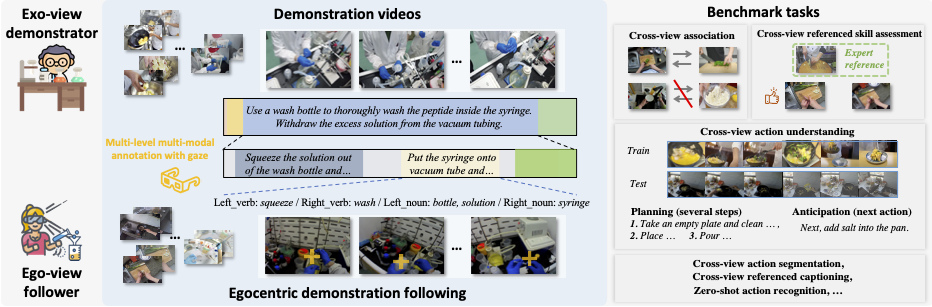 Exo-view
demonstrator
Demonstration videos
...
...
Use a wash bottle to thoroughly wash the peptide inside the syringe.
Withdraw the excess solution from the vacuum tubing.
Multi-level multi-modal
annotation with gaze
Squeeze the solution out
of the wash bottle and…
Put the syringe onto
vacuum tube and…
Left_verb: squeeze / Right_verb: wash / Left_noun: bottle, solution / Right_noun: syringe
...
...
Ego-view
follower
Egocentric demonstration following
Benchmark tasks
Cross-view association
Cross-view referenced skill assessment
Expert
reference
Cross-view action understanding
Train
Test
Planning (several steps)
1. Take an empty plate and clean … ,
2. Place … 3. Pour …
Anticipation (next action)
Next, add salt into the pan.
Cross-view action segmentation,
Cross-view referenced captioning,
Zero-shot action recognition, …